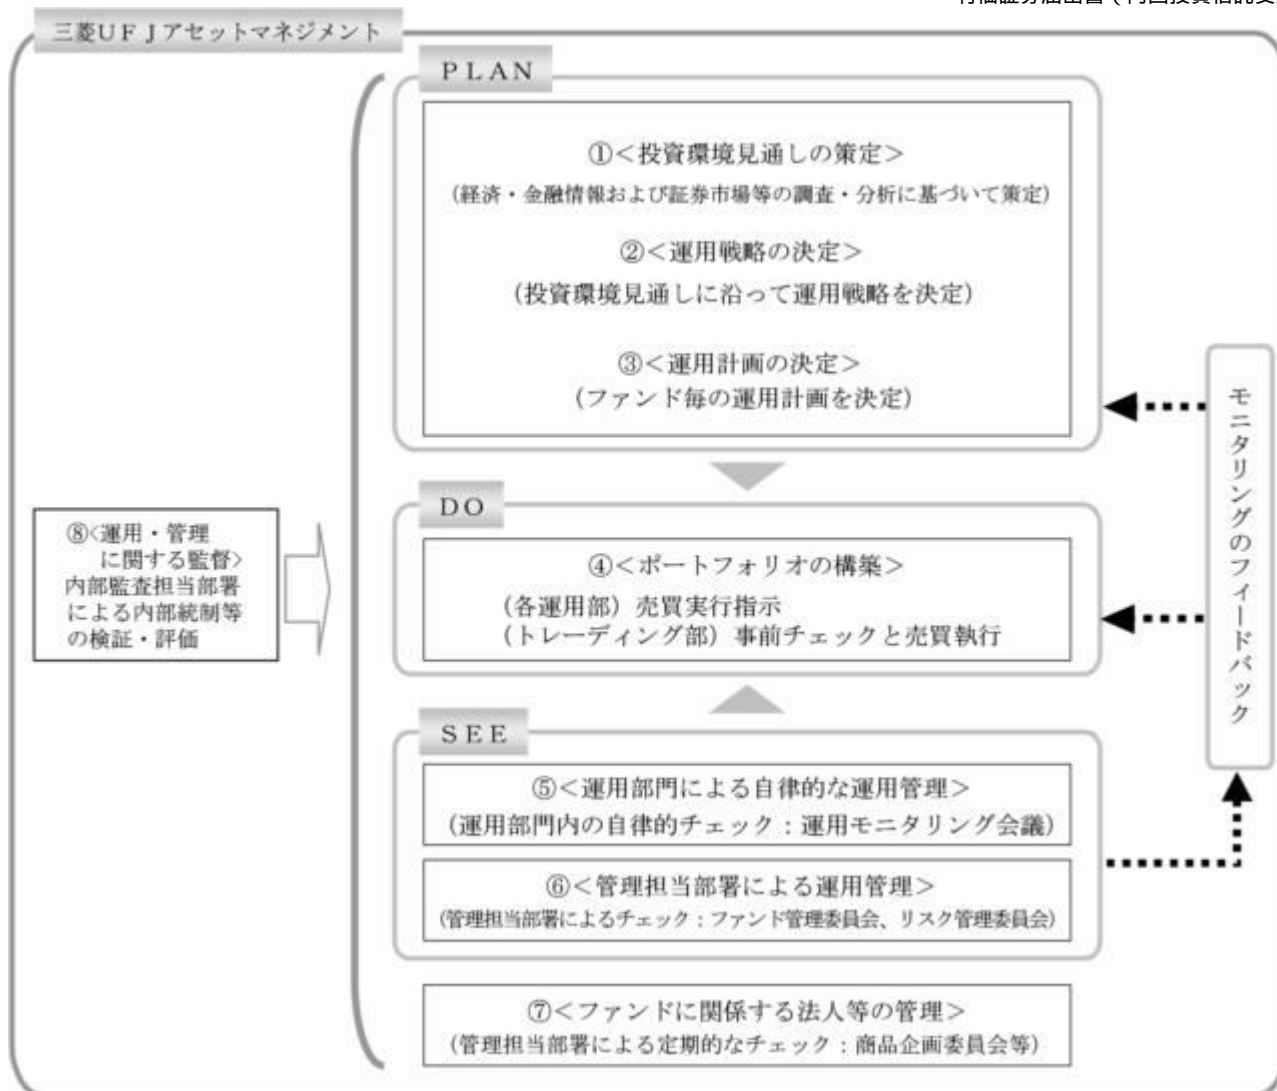 三菱UFJアセットマネジメント
PLAN
①＜投資環境見通しの策定＞
（経済・金融情報および証券市場等の調査・分析に基づいて策定）
②＜運用戦略の決定＞
（投資環境見通しに沿って運用戦略を決定）
③＜運用計画の決定＞
（ファンド毎の運用計画を決定）
DO
④＜ポートフォリオの構築＞
（各運用部）売買実行指示
（トレーディング部）事前チェックと売買執行
SEE
⑤＜運用部門による自律的な運用管理＞
（運用部門内の自律的チェック：運用モニタリング会議）
⑥＜管理担当部署による運用管理＞
（管理担当部署によるチェック：ファンド管理委員会、リスク管理委員会）
⑦＜ファンドに関係する法人等の管理＞
（管理担当部署による定期的なチェック：商品企画委員会等）
⑧＜運用・管理
に関する監督＞
内部監査担当部署
による内部統制等
の検証・評価
モニタリングのフィードバック